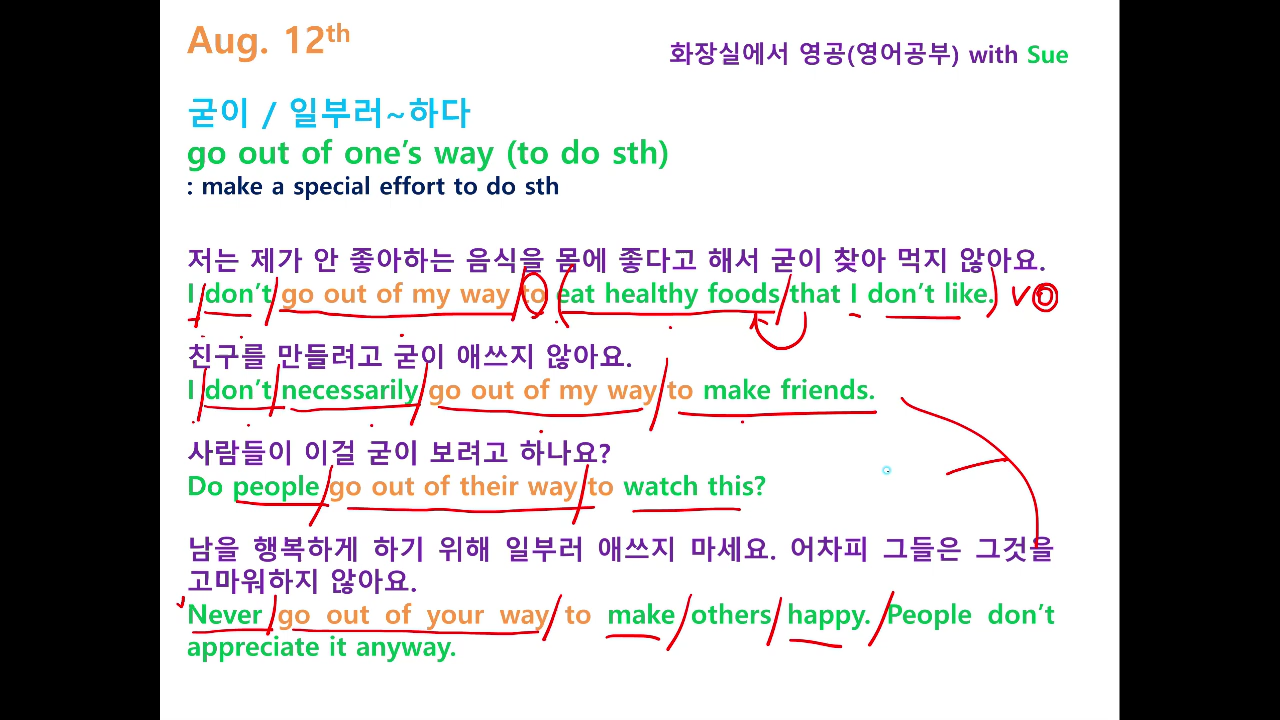 Aug. 12th
화장실에서 영공(영어공부) with Sue
굳이 / 일부러~하다
go out of one's way (to do sth)
: make a special effort to do sth
저는 제가 안 좋아하는 음식을 몸에 좋다고 해서 굳이 찾아 먹지 않아요.
I don't go out of my way to eat healthy foods that I don't like.
친구를 만들려고 굳이 애쓰지 않아요.
I don't necessarily go out of my way to make friends.
사람들이 이걸 굳이 보려고 하나요?
Do people go out of their way to watch this?
남을 행복하게 하기 위해 일부러 애쓰지 마세요. 어차피 그들은 그것을
고마워하지 않아요.
Never go out of your way to make others happy. People don't
appreciate it anyway.